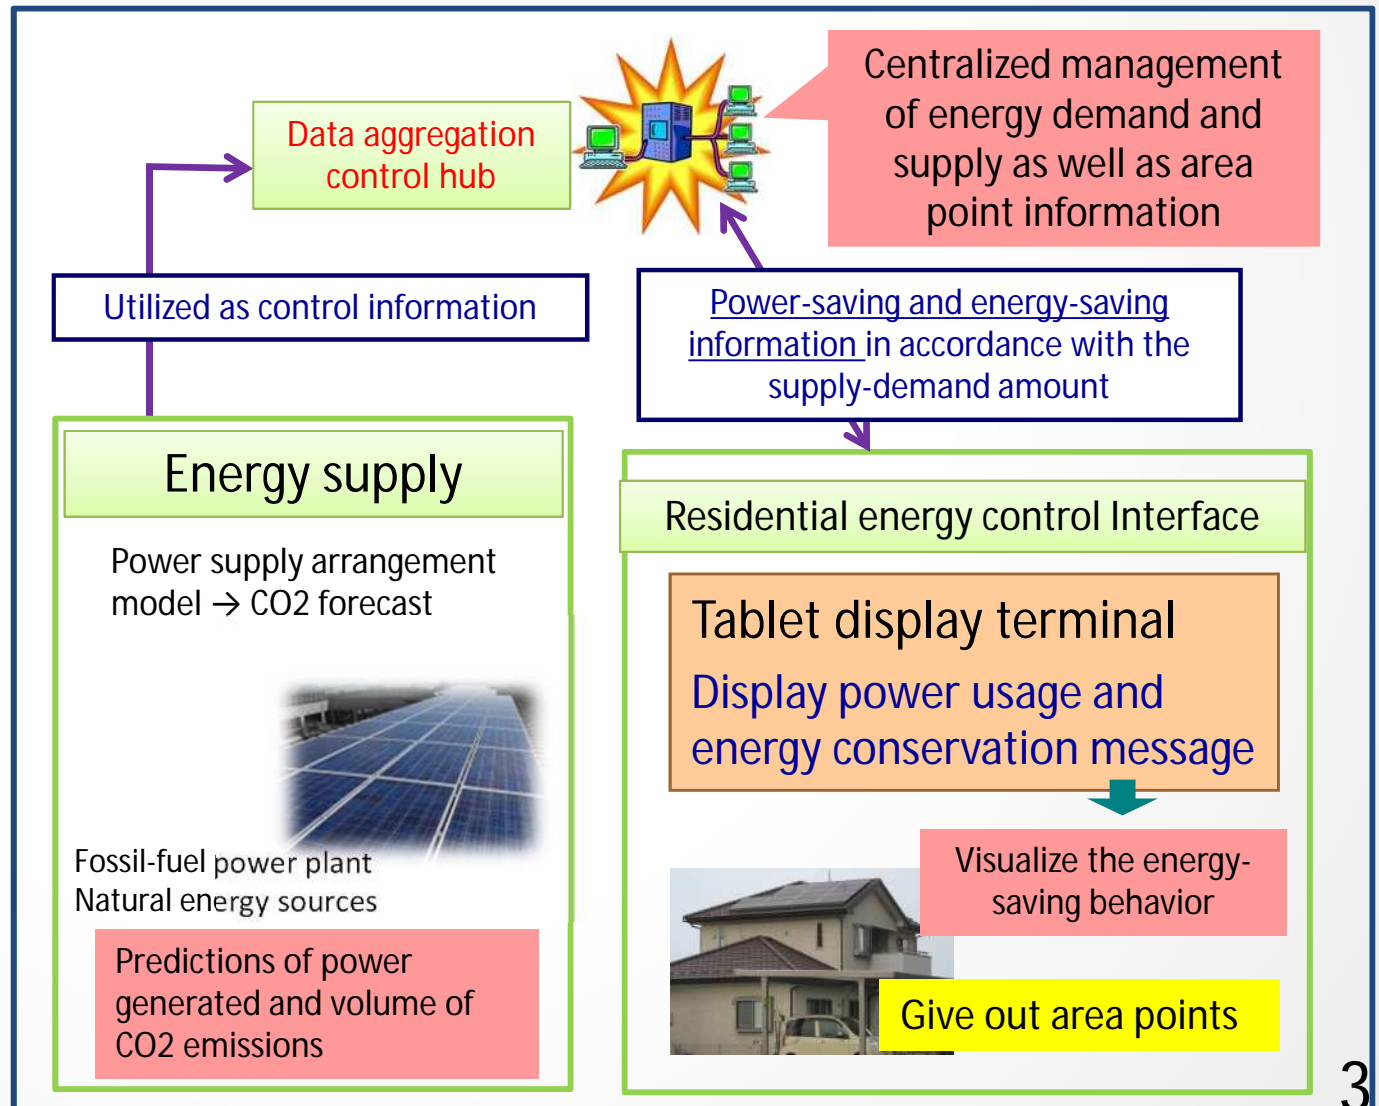 Centralized management
of energy demand and
supply as well as area
point information
Data aggregation
control hub
Utilized as control information
Power-saving and energy-saving
information in accordance with the
supply-demand amount
Energy supply
Power supply arrangement
model → CO2 forecast
Fossil-fuel power plant
Natural energy sources
Predictions of power
generated and volume of
CO2 emissions
Residential energy control Interface
Tablet display terminal
Display power usage and
energy conservation message
Visualize the energy-
saving behavior
Give out area points
3